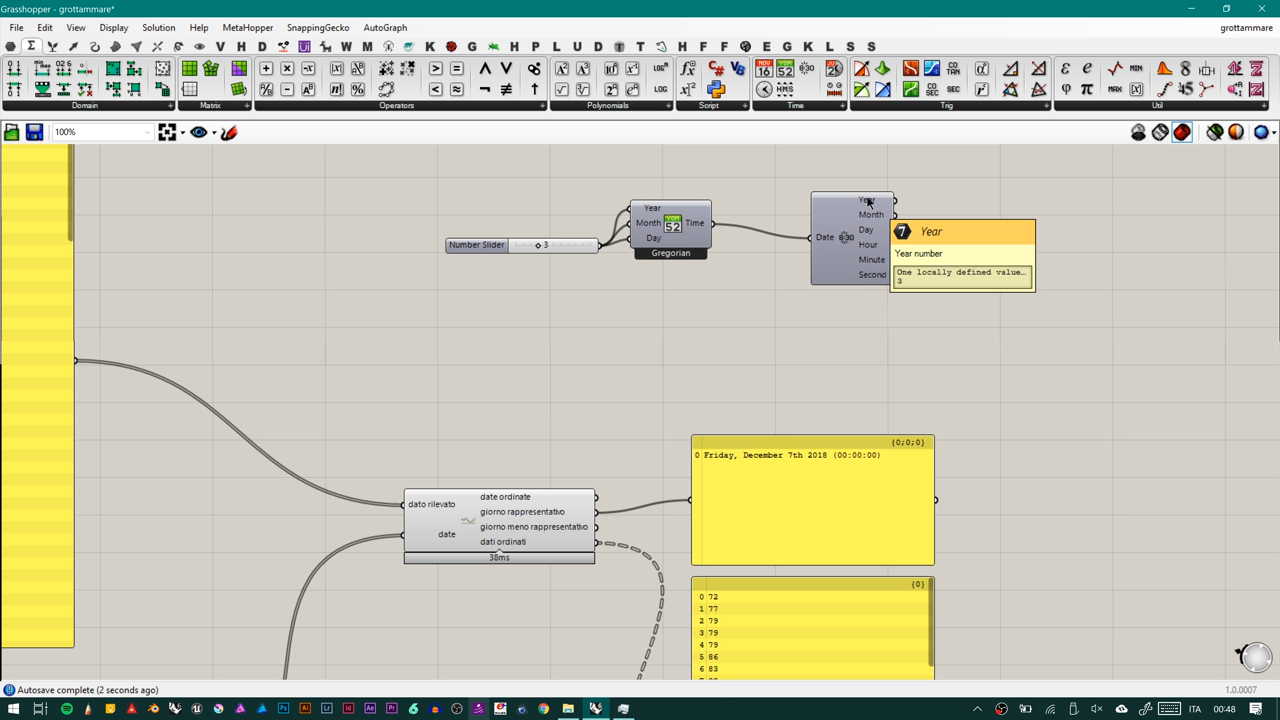 Grasshopper - grottammare*
File Edit View Display Solution Help MetaHopper SnappingGecko AutoGraph
grottammare
Domain Matrix Operators Polynomials Script Time Trig Util
100%
Year
Month Time
Day
Gregorian
Number Slider 3
Year
Month
Day
Date
Hour
Minute
Second
Year
Year number
One locally defined value…
3
{0;0;0}
0 Friday, December 7th 2018 (00:00:00)
dato rilevato
date
date ordinate
giorno rappresentativo
giorno meno rappresentativo
dati ordinati
38ms
{0}
0 72
1 77
2 79
3 79
4 79
5 86
6 83
Autosave complete (2 seconds ago)
1.0.0007
ITA 00:48